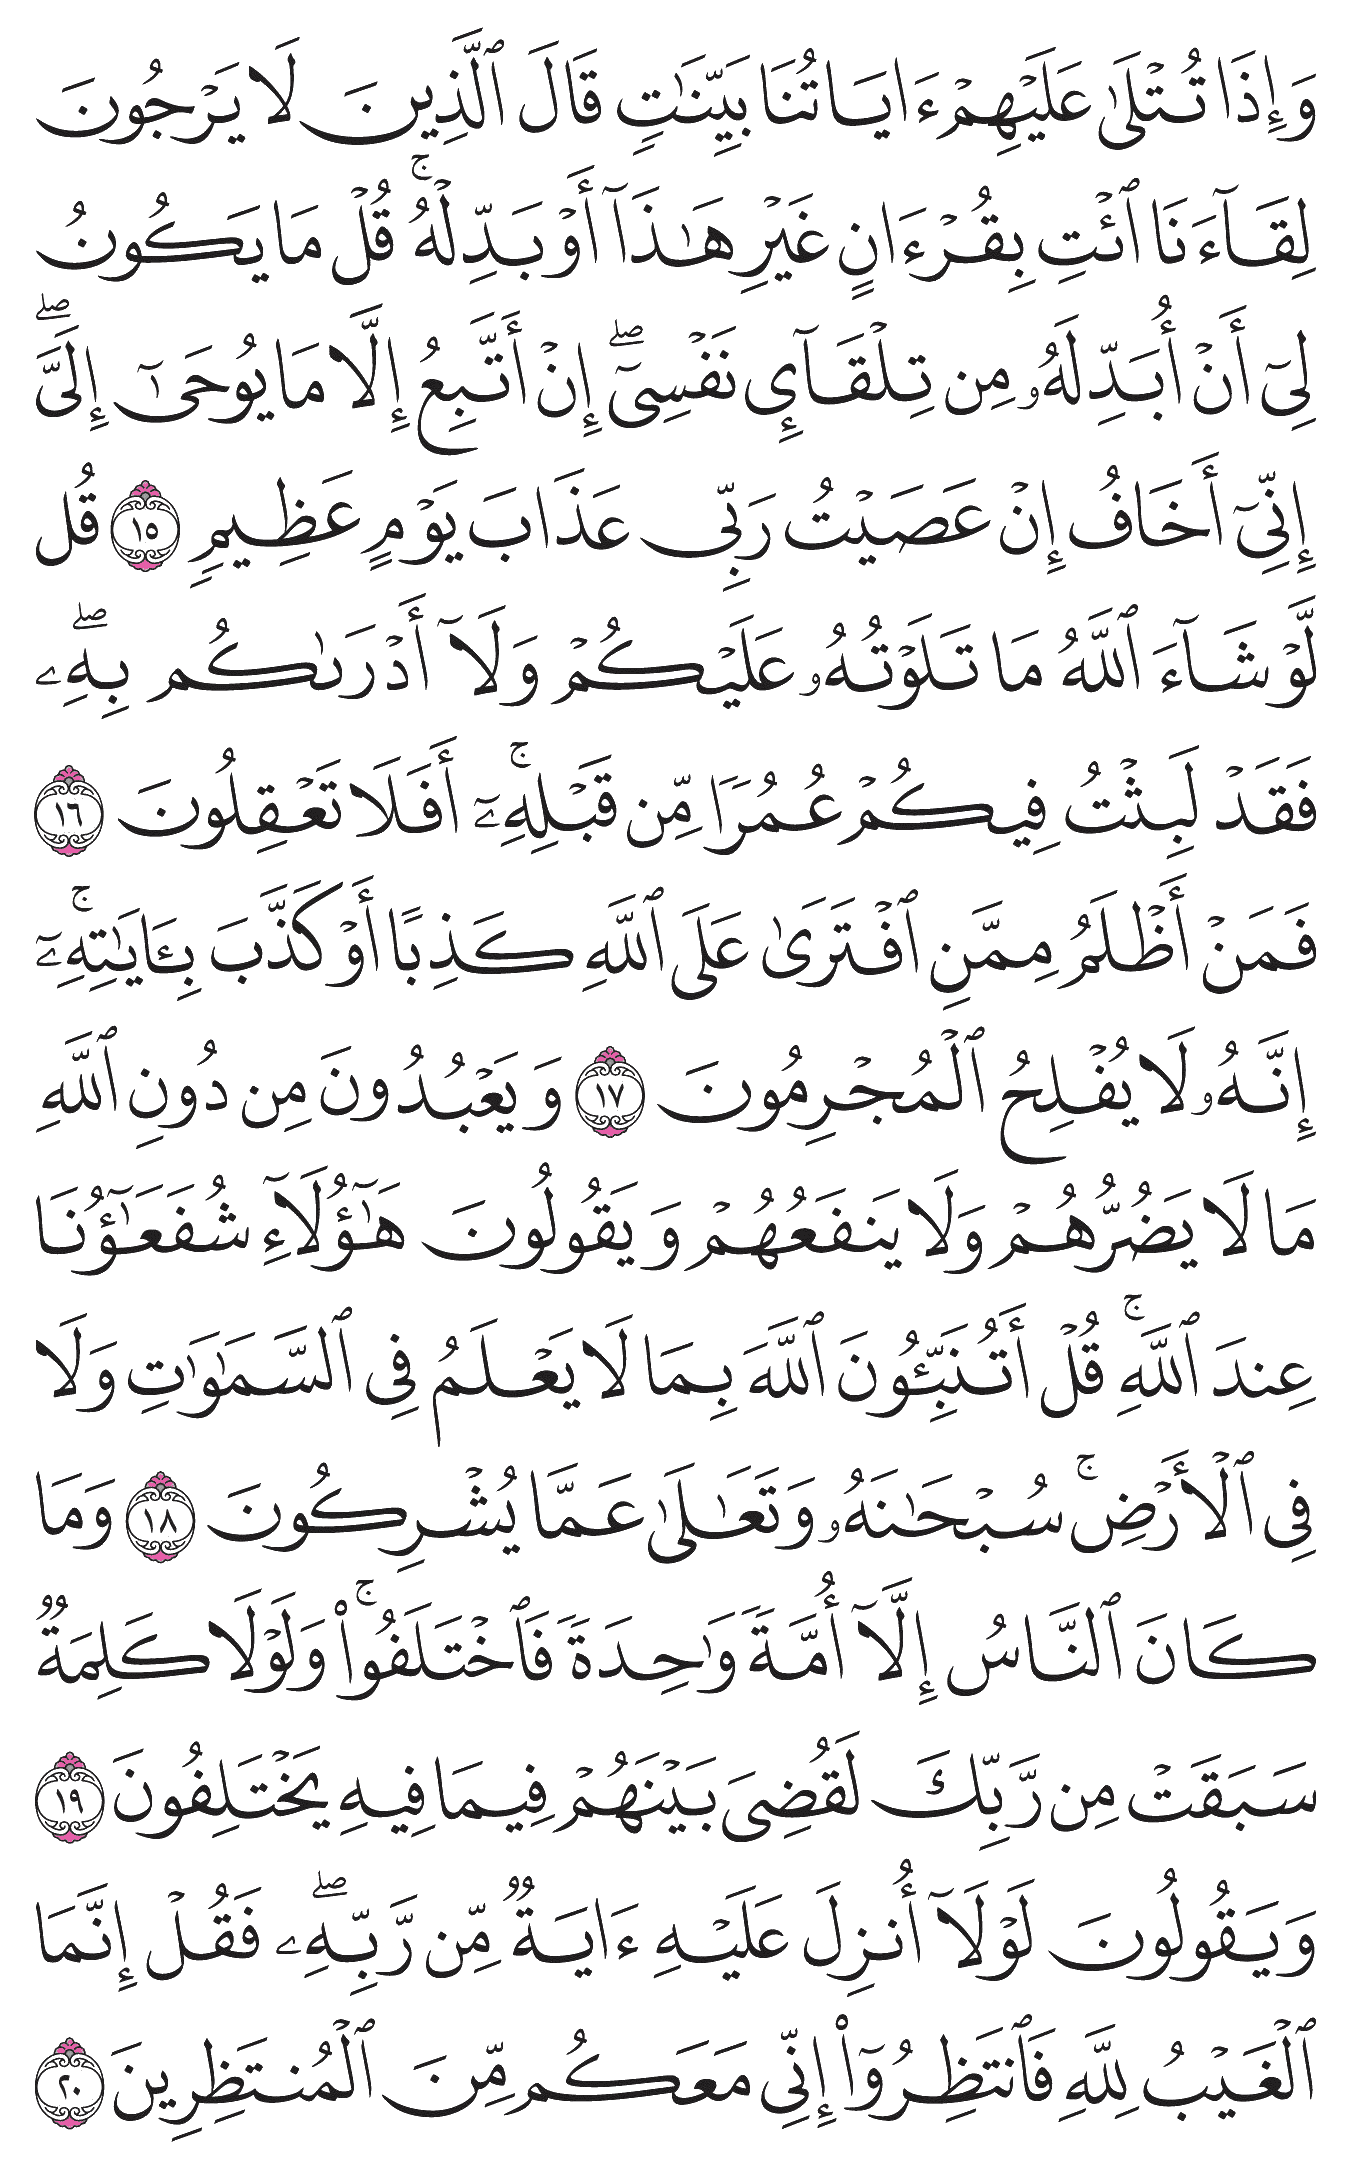 وَإِذَا تُتۡلَىٰ عَلَيۡهِمۡ ءَايَاتُنَا بَيِّنَٰتٖ قَالَ ٱلَّذِينَ لَا يَرۡجُونَ
لِقَآءَنَا ٱئۡتِ بِقُرۡءَانٍ غَيۡرِ هَٰذَآ أَوۡ بَدِّلۡهُۚ قُلۡ مَا يَكُونُ
لِيٓ أَنۡ أُبَدِّلَهُۥ مِن تِلۡقَآيِٕ نَفۡسِيٓۖ إِنۡ أَتَّبِعُ إِلَّا مَا يُوحَىٰٓ إِلَيَّۖ
إِنِّيٓ أَخَافُ إِنۡ عَصَيۡتُ رَبِّي عَذَابَ يَوۡمٍ عَظِيمٖ ١٥ قُل
لَّوۡ شَآءَ ٱللَّهُ مَا تَلَوۡتُهُۥ عَلَيۡكُمۡ وَلَآ أَدۡرَىٰكُم بِهِۦۖ
فَقَدۡ لَبِثۡتُ فِيكُمۡ عُمُرٗا مِّن قَبۡلِهِۦٓۚ أَفَلَا تَعۡقِلُونَ ١٦
فَمَنۡ أَظۡلَمُ مِمَّنِ ٱفۡتَرَىٰ عَلَى ٱللَّهِ كَذِبًا أَوۡ كَذَّبَ بِـَٔايَٰتِهِۦٓۚ
إِنَّهُۥ لَا يُفۡلِحُ ٱلۡمُجۡرِمُونَ ١٧ وَيَعۡبُدُونَ مِن دُونِ ٱللَّهِ
مَا لَا يَضُرُّهُمۡ وَلَا يَنفَعُهُمۡ وَيَقُولُونَ هَٰٓؤُلَآءِ شُفَعَٰٓؤُنَا
عِندَ ٱللَّهِۚ قُلۡ أَتُنَبِّـُٔونَ ٱللَّهَ بِمَا لَا يَعۡلَمُ فِي ٱلسَّمَٰوَٰتِ وَلَا
فِي ٱلۡأَرۡضِۚ سُبۡحَٰنَهُۥ وَتَعَٰلَىٰ عَمَّا يُشۡرِكُونَ ١٨ وَمَا
كَانَ ٱلنَّاسُ إِلَّآ أُمَّةٗ وَٰحِدَةٗ فَٱخۡتَلَفُواْۚ وَلَوۡلَا كَلِمَةٞ
سَبَقَتۡ مِن رَّبِّكَ لَقُضِيَ بَيۡنَهُمۡ فِيمَا فِيهِ يَخۡتَلِفُونَ ١٩
وَيَقُولُونَ لَوۡلَآ أُنزِلَ عَلَيۡهِ ءَايَةٞ مِّن رَّبِّهِۦۖ فَقُلۡ إِنَّمَا
ٱلۡغَيۡبُ لِلَّهِ فَٱنتَظِرُوٓاْ إِنِّي مَعَكُم مِّنَ ٱلۡمُنتَظِرِينَ ٢٠